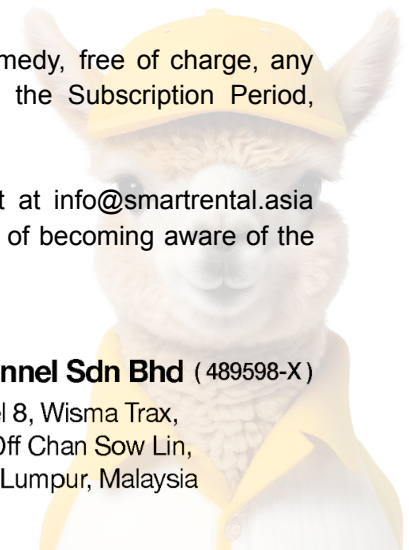 medy, free of charge, any
the Subscription Period,
t at info@smartrental.asia
of becoming aware of the
nnel Sdn Bhd (489598-X)
el 8, Wisma Trax,
Off Chan Sow Lin,
Lumpur, Malaysia